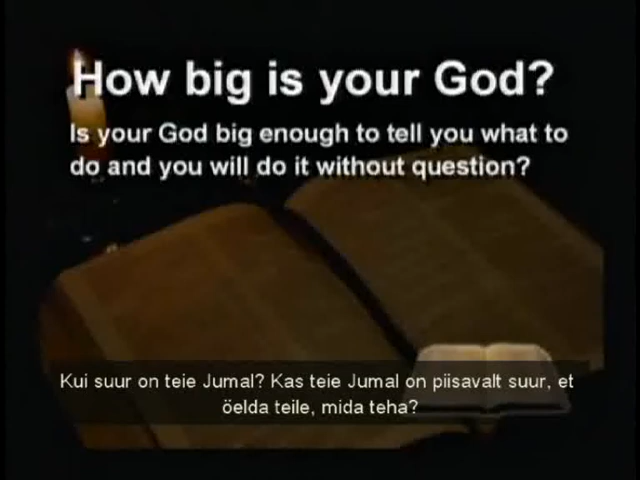 How big is your God?
Is your God big enough to tell you what to
do and you will do it without question?
Kui suur on teie Jumal? Kas teie Jumal on piisavalt suur, et
öelda teile, mida teha?